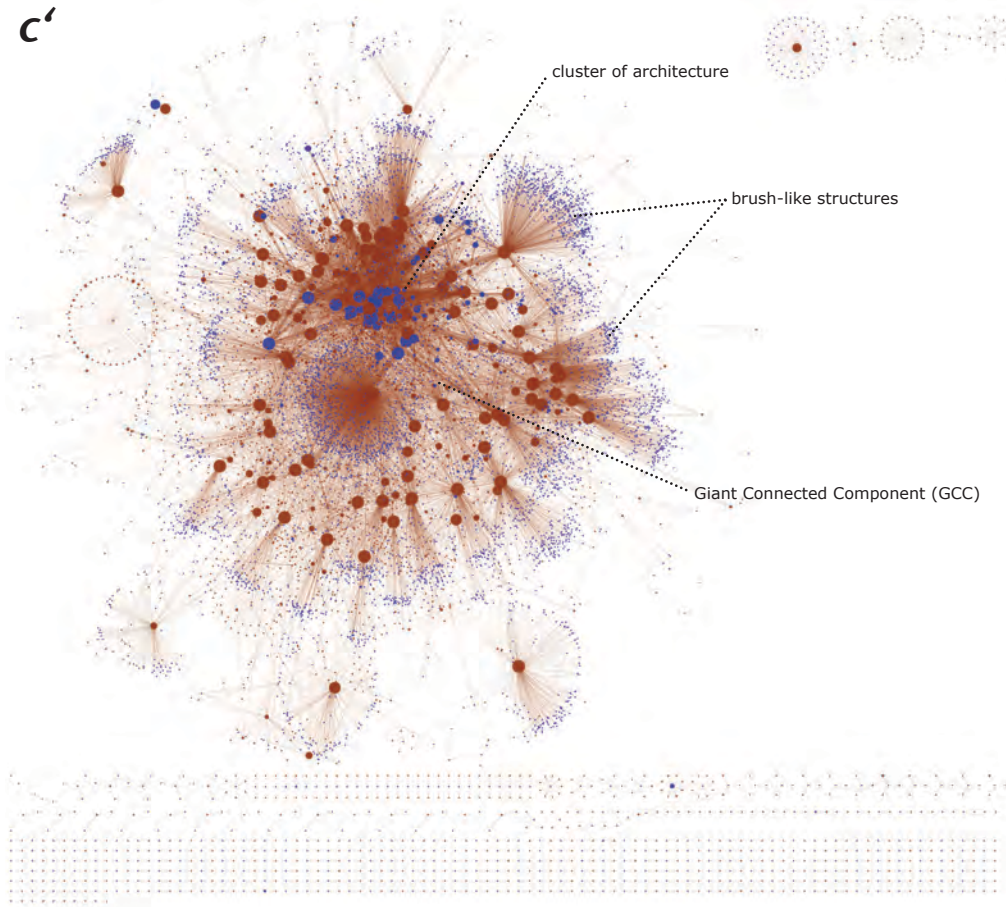 c‘
cluster of architecture
brush-like structures
Giant Connected Component (GCC)